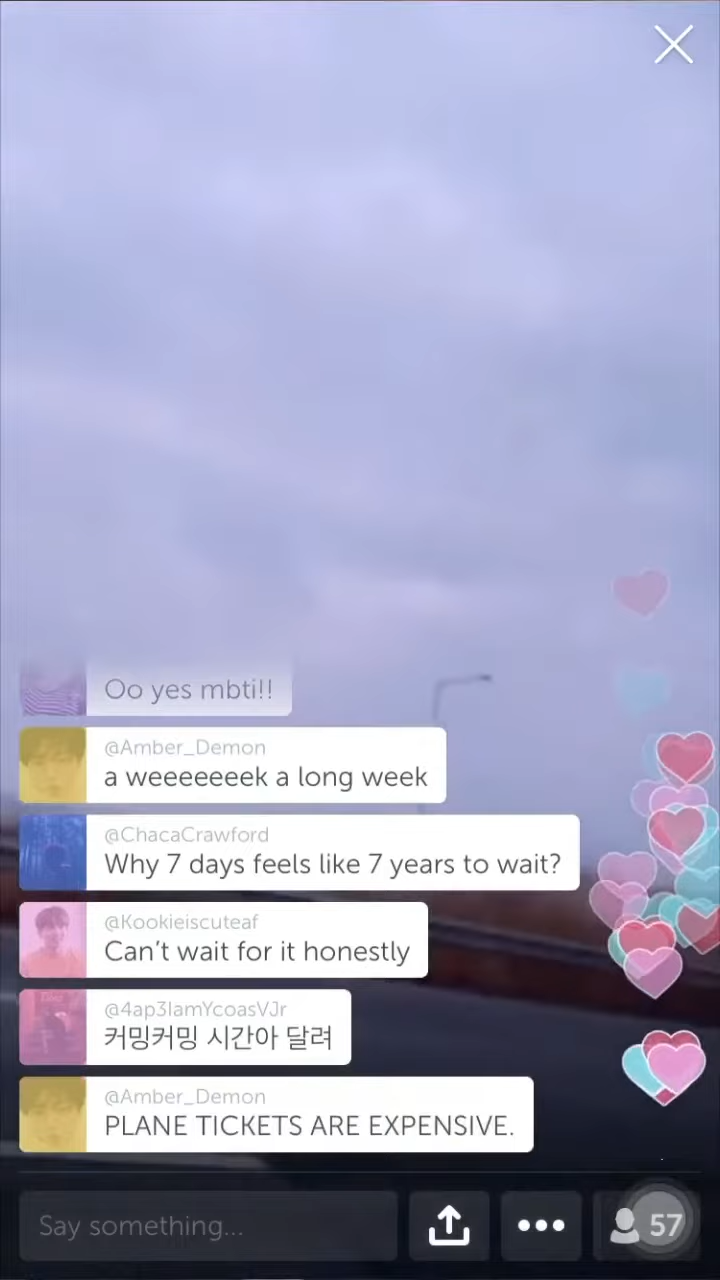 Oo yes mbti!!
@Amber_Demon
a weeeeeeek a long week
@ChacaCrawford
Why 7 days feels like 7 years to wait?
@Kookieiscuteaf
Can't wait for it honestly
@4ap3IamYcoasVJr
커밍커밍 시간아 달려
@Amber_Demon
PLANE TICKETS ARE EXPENSIVE.
Say something...
57